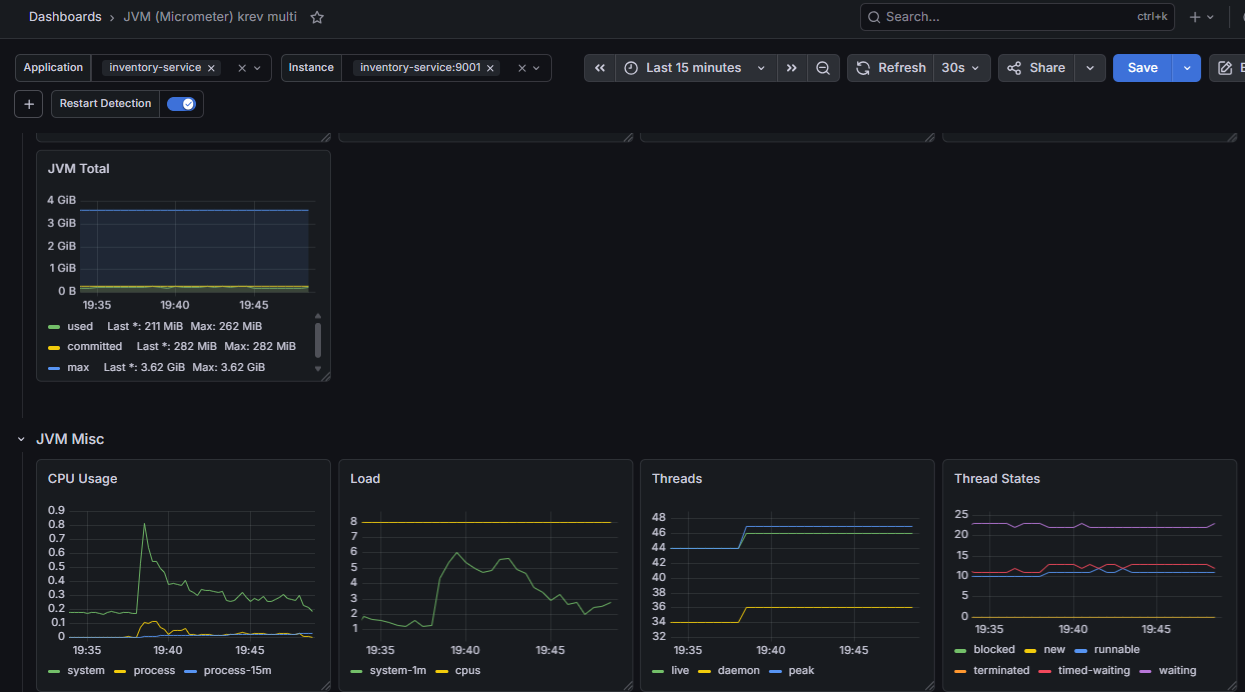 Dashboards › JVM (Micrometer) krev multi
Search... ctrl+k
Application inventory-service Instance inventory-service:9001 Last 15 minutes Refresh 30s Share Save
Restart Detection
JVM Total
4 GiB
3 GiB
2 GiB
1 GiB
0 B
19:35 19:40 19:45
used Last *: 211 MiB Max: 262 MiB
committed Last *: 282 MiB Max: 282 MiB
max Last *: 3.62 GiB Max: 3.62 GiB
JVM Misc
CPU Usage
0.9
0.8
0.7
0.6
0.5
0.4
0.3
0.2
0.1
0
19:35 19:40 19:45
system process process-15m
Load
8
7
6
5
4
3
2
1
19:35 19:40 19:45
system-1m cpus
Threads
48
46
44
42
40
38
36
34
32
19:35 19:40 19:45
live daemon peak
Thread States
25
20
15
10
5
0
19:35 19:40 19:45
blocked new runnable
terminated timed-waiting waiting